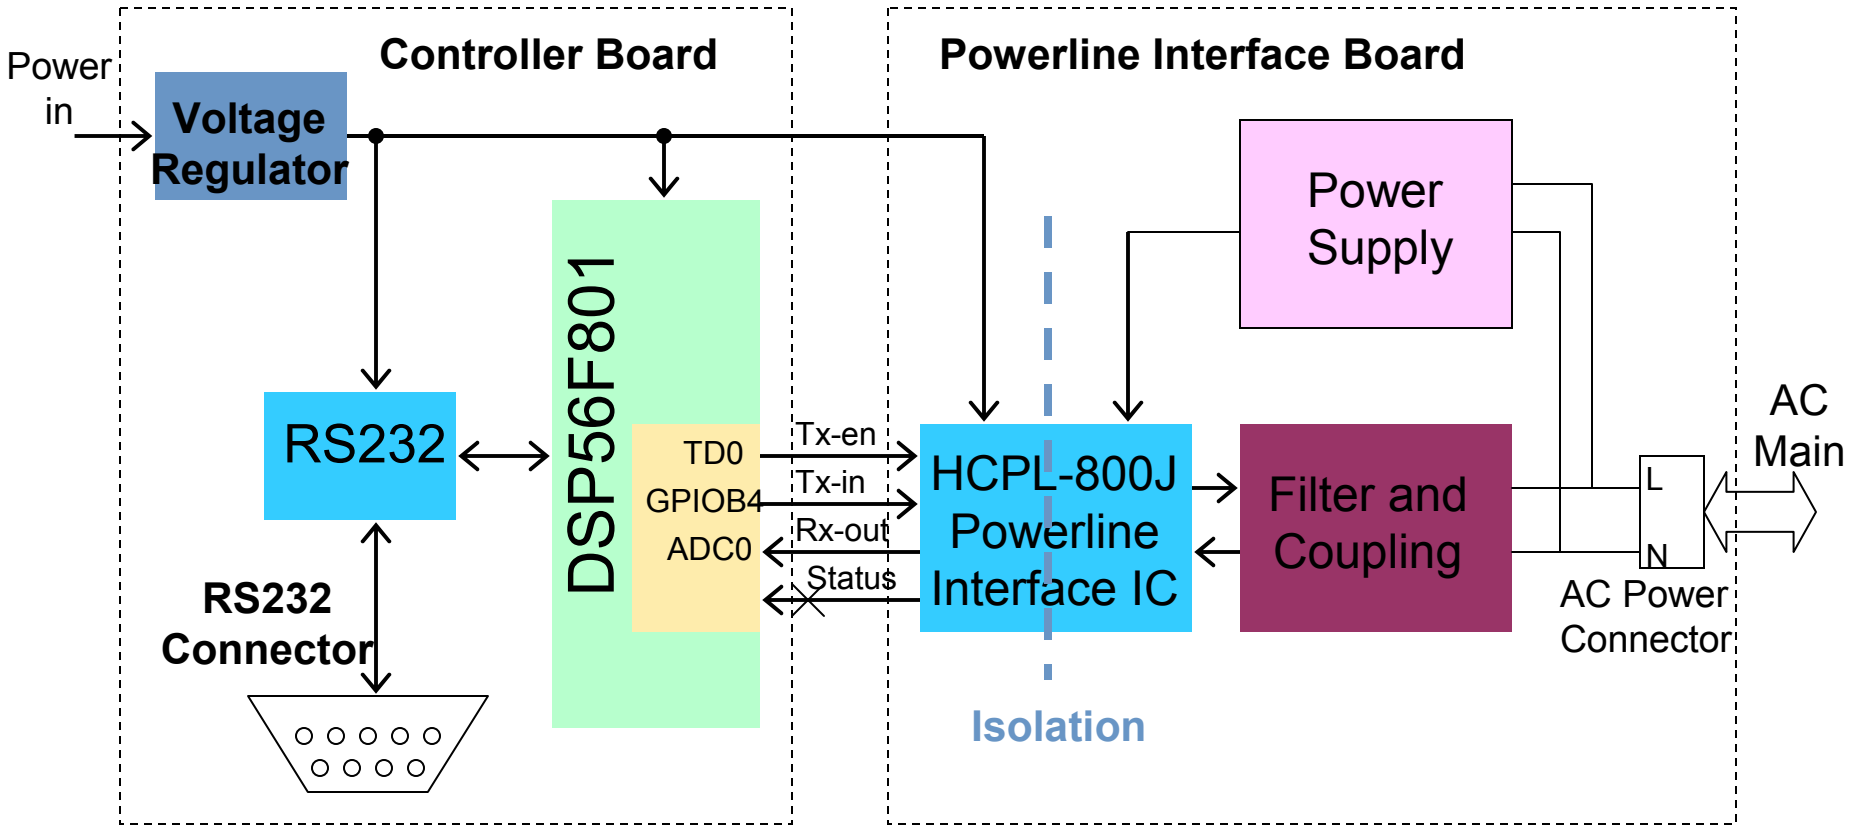 Controller Board
Powerline Interface Board
Power
in
Voltage
Regulator
Power
Supply
DSP56F801
RS232
AC
Main
TD0
GPIOB4
ADC0
Tx-en
Tx-in
Rx-out
Status
HCPL-800J
Powerline
Interface IC
Filter and
Coupling
L
N
AC Power
Connector
RS232
Connector
Isolation